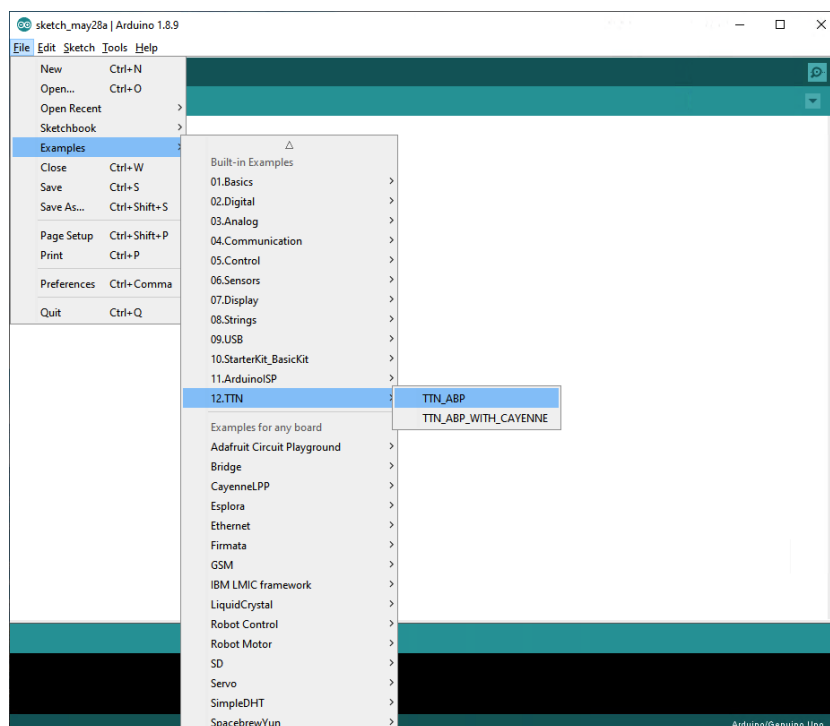 sketch_may28a | Arduino 1.8.9
File Edit Sketch Tools Help
New Ctrl+N
Open... Ctrl+O
Open Recent
Sketchbook
Examples
Close Ctrl+W
Save Ctrl+S
Save As... Ctrl+Shift+S
Page Setup Ctrl+Shift+P
Print Ctrl+P
Preferences Ctrl+Comma
Quit Ctrl+Q
Built-in Examples
01.Basics
02.Digital
03.Analog
04.Communication
05.Control
06.Sensors
07.Display
08.Strings
09.USB
10.StarterKit_BasicKit
11.ArduinoISP
12.TTN
Examples for any board
Adafruit Circuit Playground
Bridge
CayenneLPP
Esplora
Ethernet
Firmata
GSM
IBM LMIC framework
LiquidCrystal
Robot Control
Robot Motor
SD
Servo
SimpleDHT
SpacebrewYun
TTN_ABP
TTN_ABP_WITH_CAYENNE
Arduino/Genuino Uno